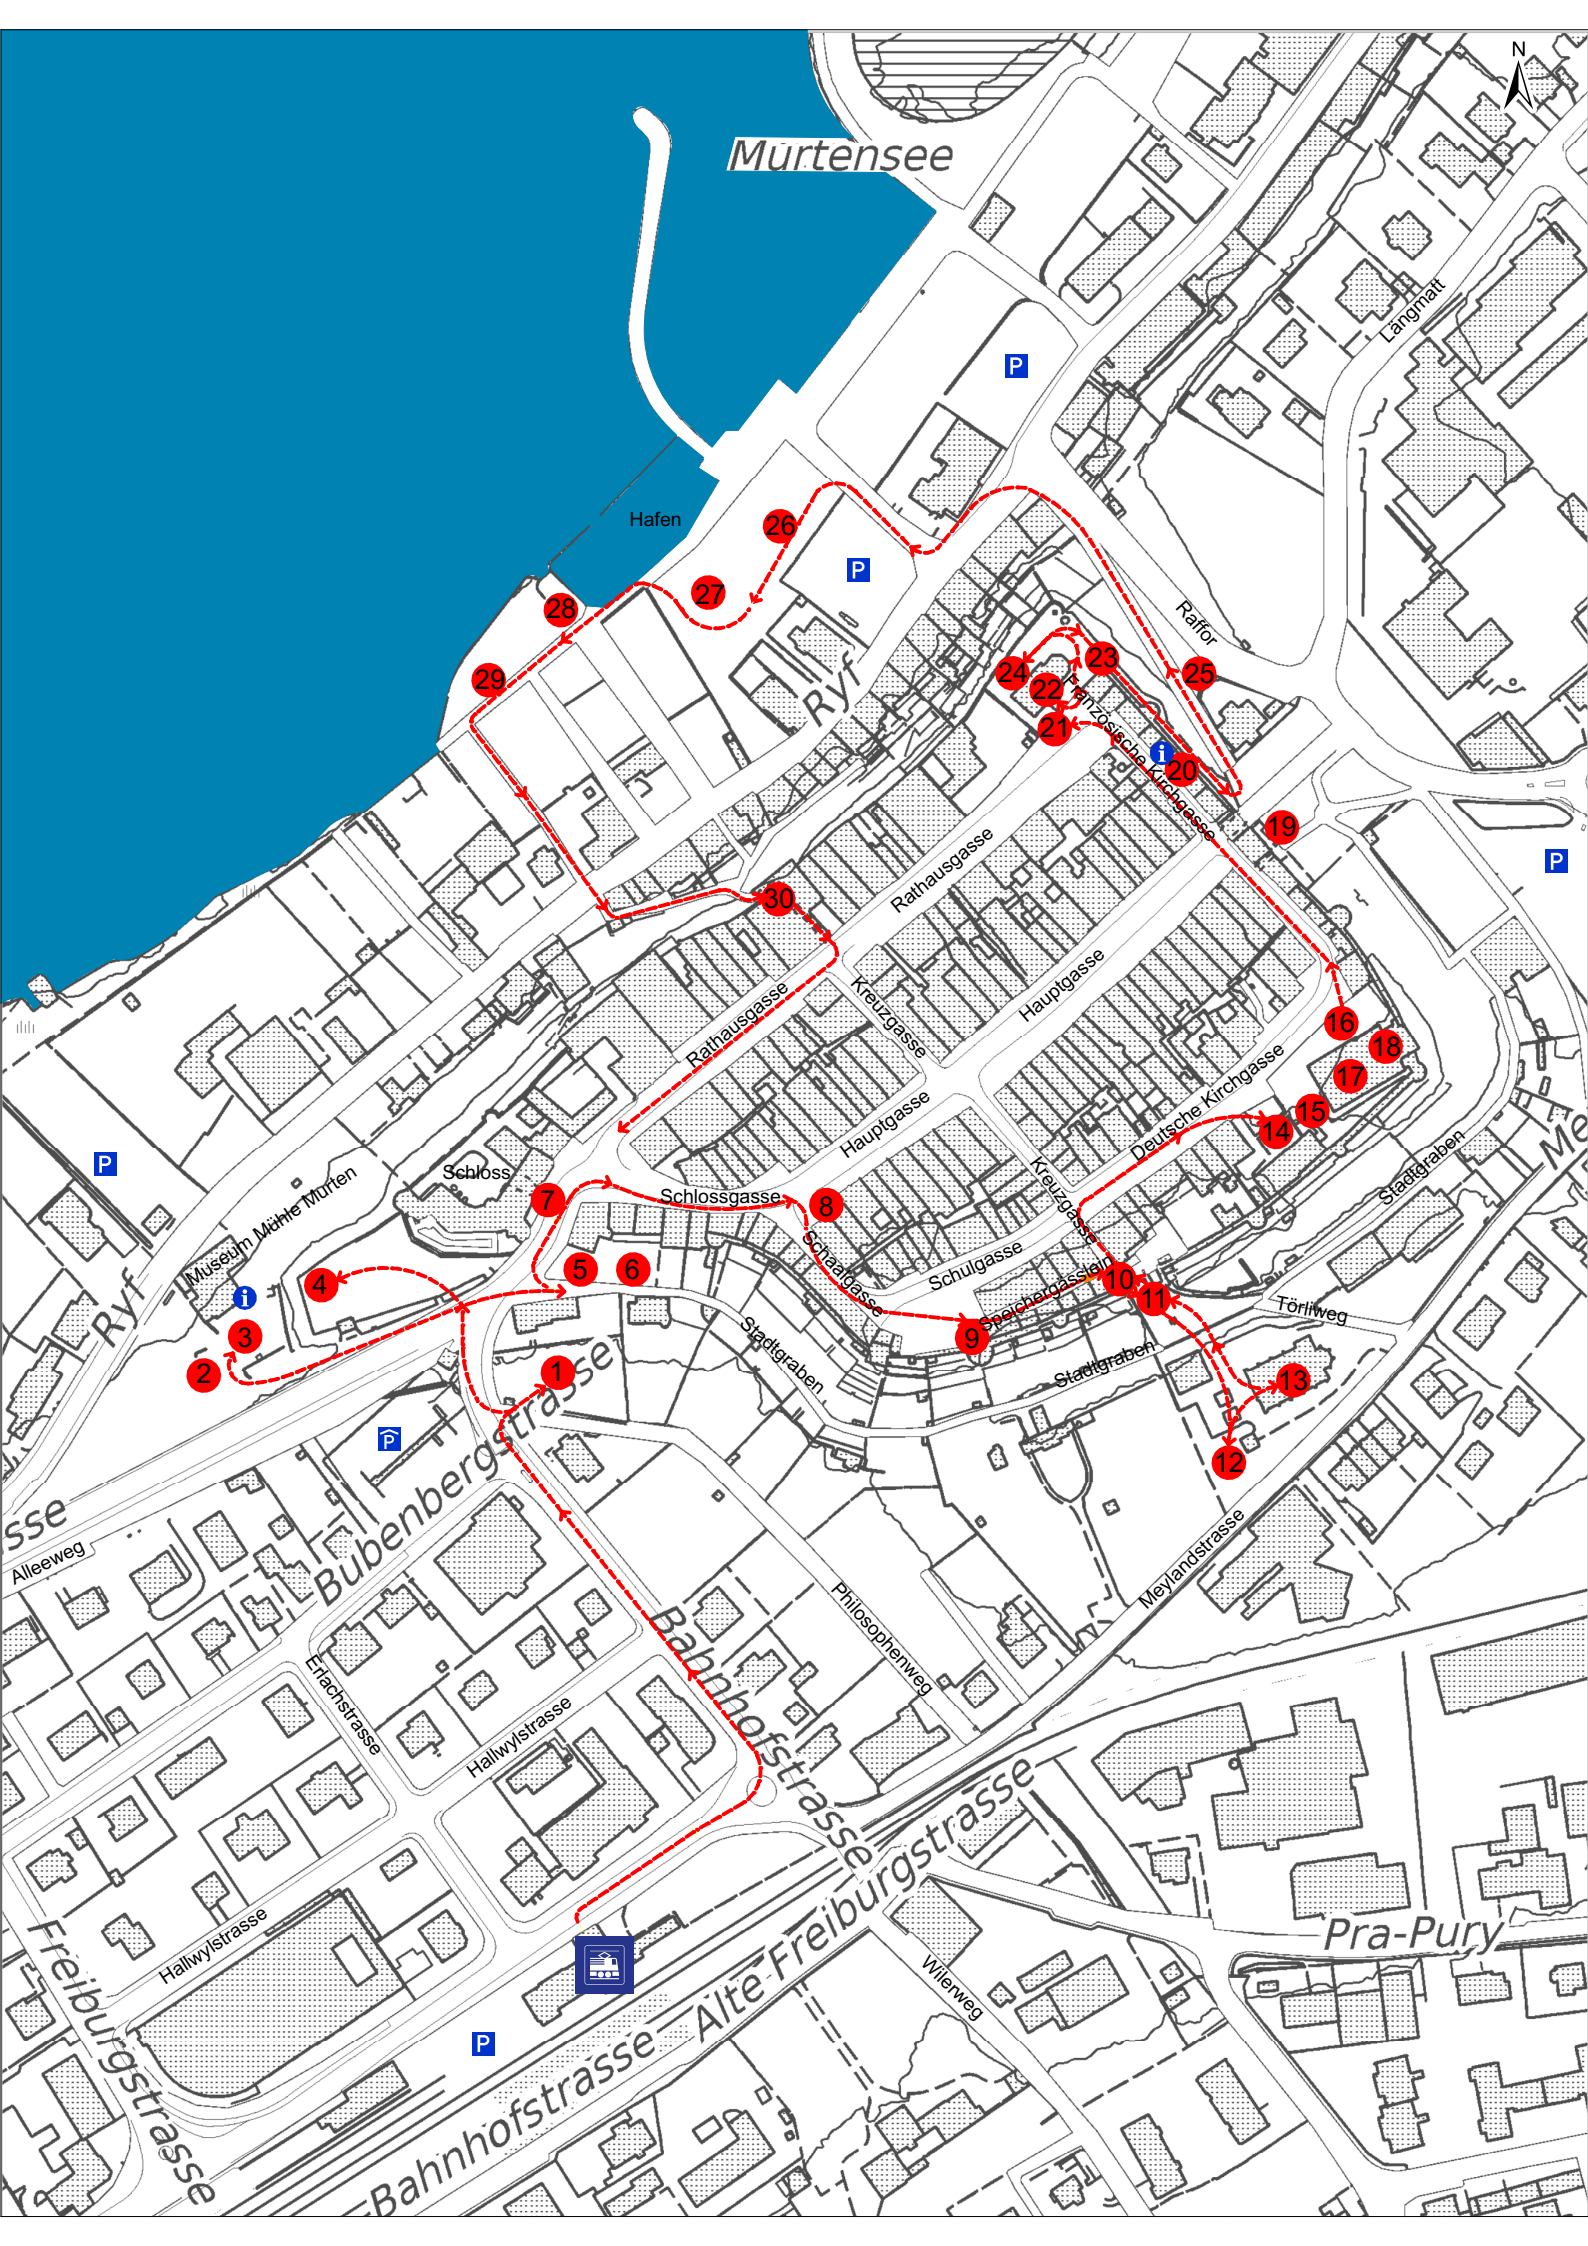 N
Murtensee
Längmatt
P
Hafen
26
P
27
28
Raffor
29
24
23
25
22
Französische Kirchgasse
21
Ryf
i
20
19
P
Rathausgasse
30
Hauptgasse
Kreuzgasse
Rathausgasse
16
18
17
Deutsche Kirchgasse
15
14
Hauptgasse
Me
P
Schloss
Museum Mühle Murten
7
Schlossgasse
8
Kreuzgasse
Stadtgraben
Schaalgasse
Schulgasse
5
6
4
10
Speichergässlein
11
i
Ryf
3
9
Törliweg
2
1
Stadtgraben
Stadtgraben
13
P
Bubenbergstrasse
12
sse
Alleeweg
Meylandstrasse
Philosophenweg
Bahnhofstrasse
Erlachstrasse
Hallwylstrasse
Alte Freiburgstrasse
Hallwylstrasse
Pra-Pury
Freiburgstrasse
Wilerweg
P
Bahnhofstrasse